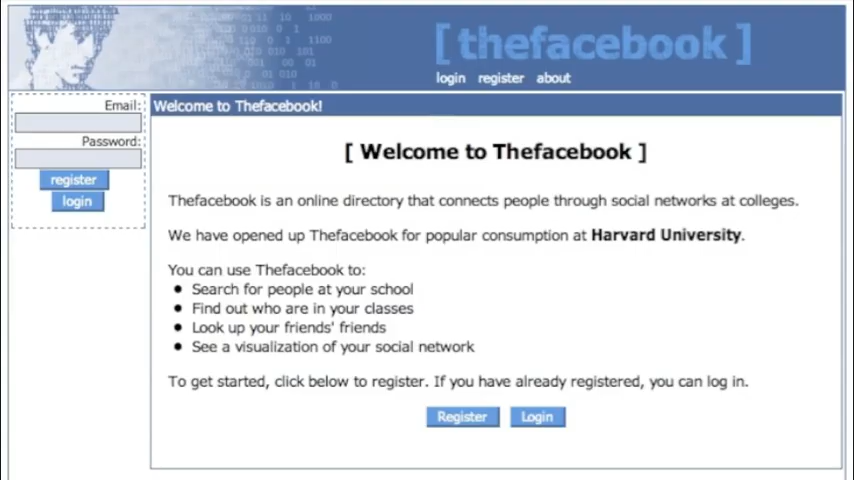 [ thefacebook ]
login register about
Email:
Password:
register
login
Welcome to Thefacebook!
[ Welcome to Thefacebook ]
Thefacebook is an online directory that connects people through social networks at colleges.
We have opened up Thefacebook for popular consumption at Harvard University.
You can use Thefacebook to:
• Search for people at your school
• Find out who are in your classes
• Look up your friends' friends
• See a visualization of your social network
To get started, click below to register. If you have already registered, you can log in.
Register Login